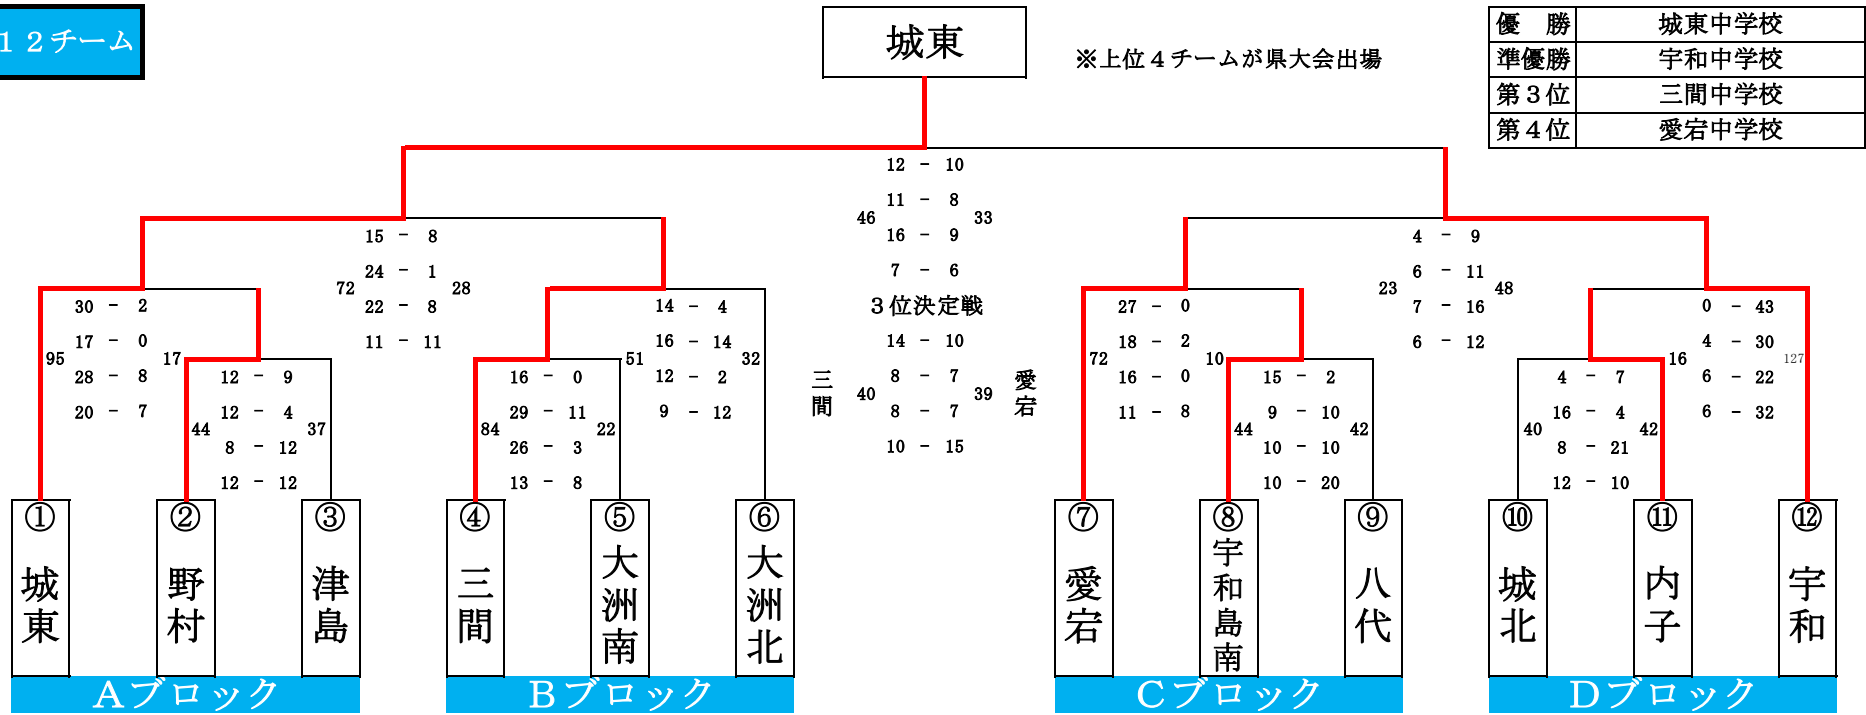 １２チーム
城東
※上位４チームが県大会出場
優　勝 城東中学校
準優勝 宇和中学校
第３位 三間中学校
第４位 愛宕中学校
12 － 10
11 － 8
46 33
16 － 9
7 － 6
３位決定戦
14 － 10
8 － 7
三間 40 39 愛宕
8 － 7
10 － 15
15 － 8
24 － 1
72 28
22 － 8
11 － 11
4 － 9
6 － 11
23 48
7 － 16
6 － 12
30 － 2
17 － 0
95 17
28 － 8
20 － 7
12 － 9
12 － 4
44 37
8 － 12
12 － 12
14 － 4
16 － 14
51 32
12 － 2
9 － 12
16 － 0
29 － 11
84 22
26 － 3
13 － 8
27 － 0
18 － 2
72 10
16 － 0
11 － 8
15 － 2
9 － 10
44 42
10 － 10
10 － 20
0 － 43
4 － 30
16 127
6 － 22
6 － 32
4 － 7
16 － 4
40 42
8 － 21
12 － 10
① 城東
② 野村
③ 津島
④ 三間
⑤ 大洲南
⑥ 大洲北
⑦ 愛宕
⑧ 宇和島南
⑨ 八代
⑩ 城北
⑪ 内子
⑫ 宇和
Ａブロック
Ｂブロック
Ｃブロック
Ｄブロック